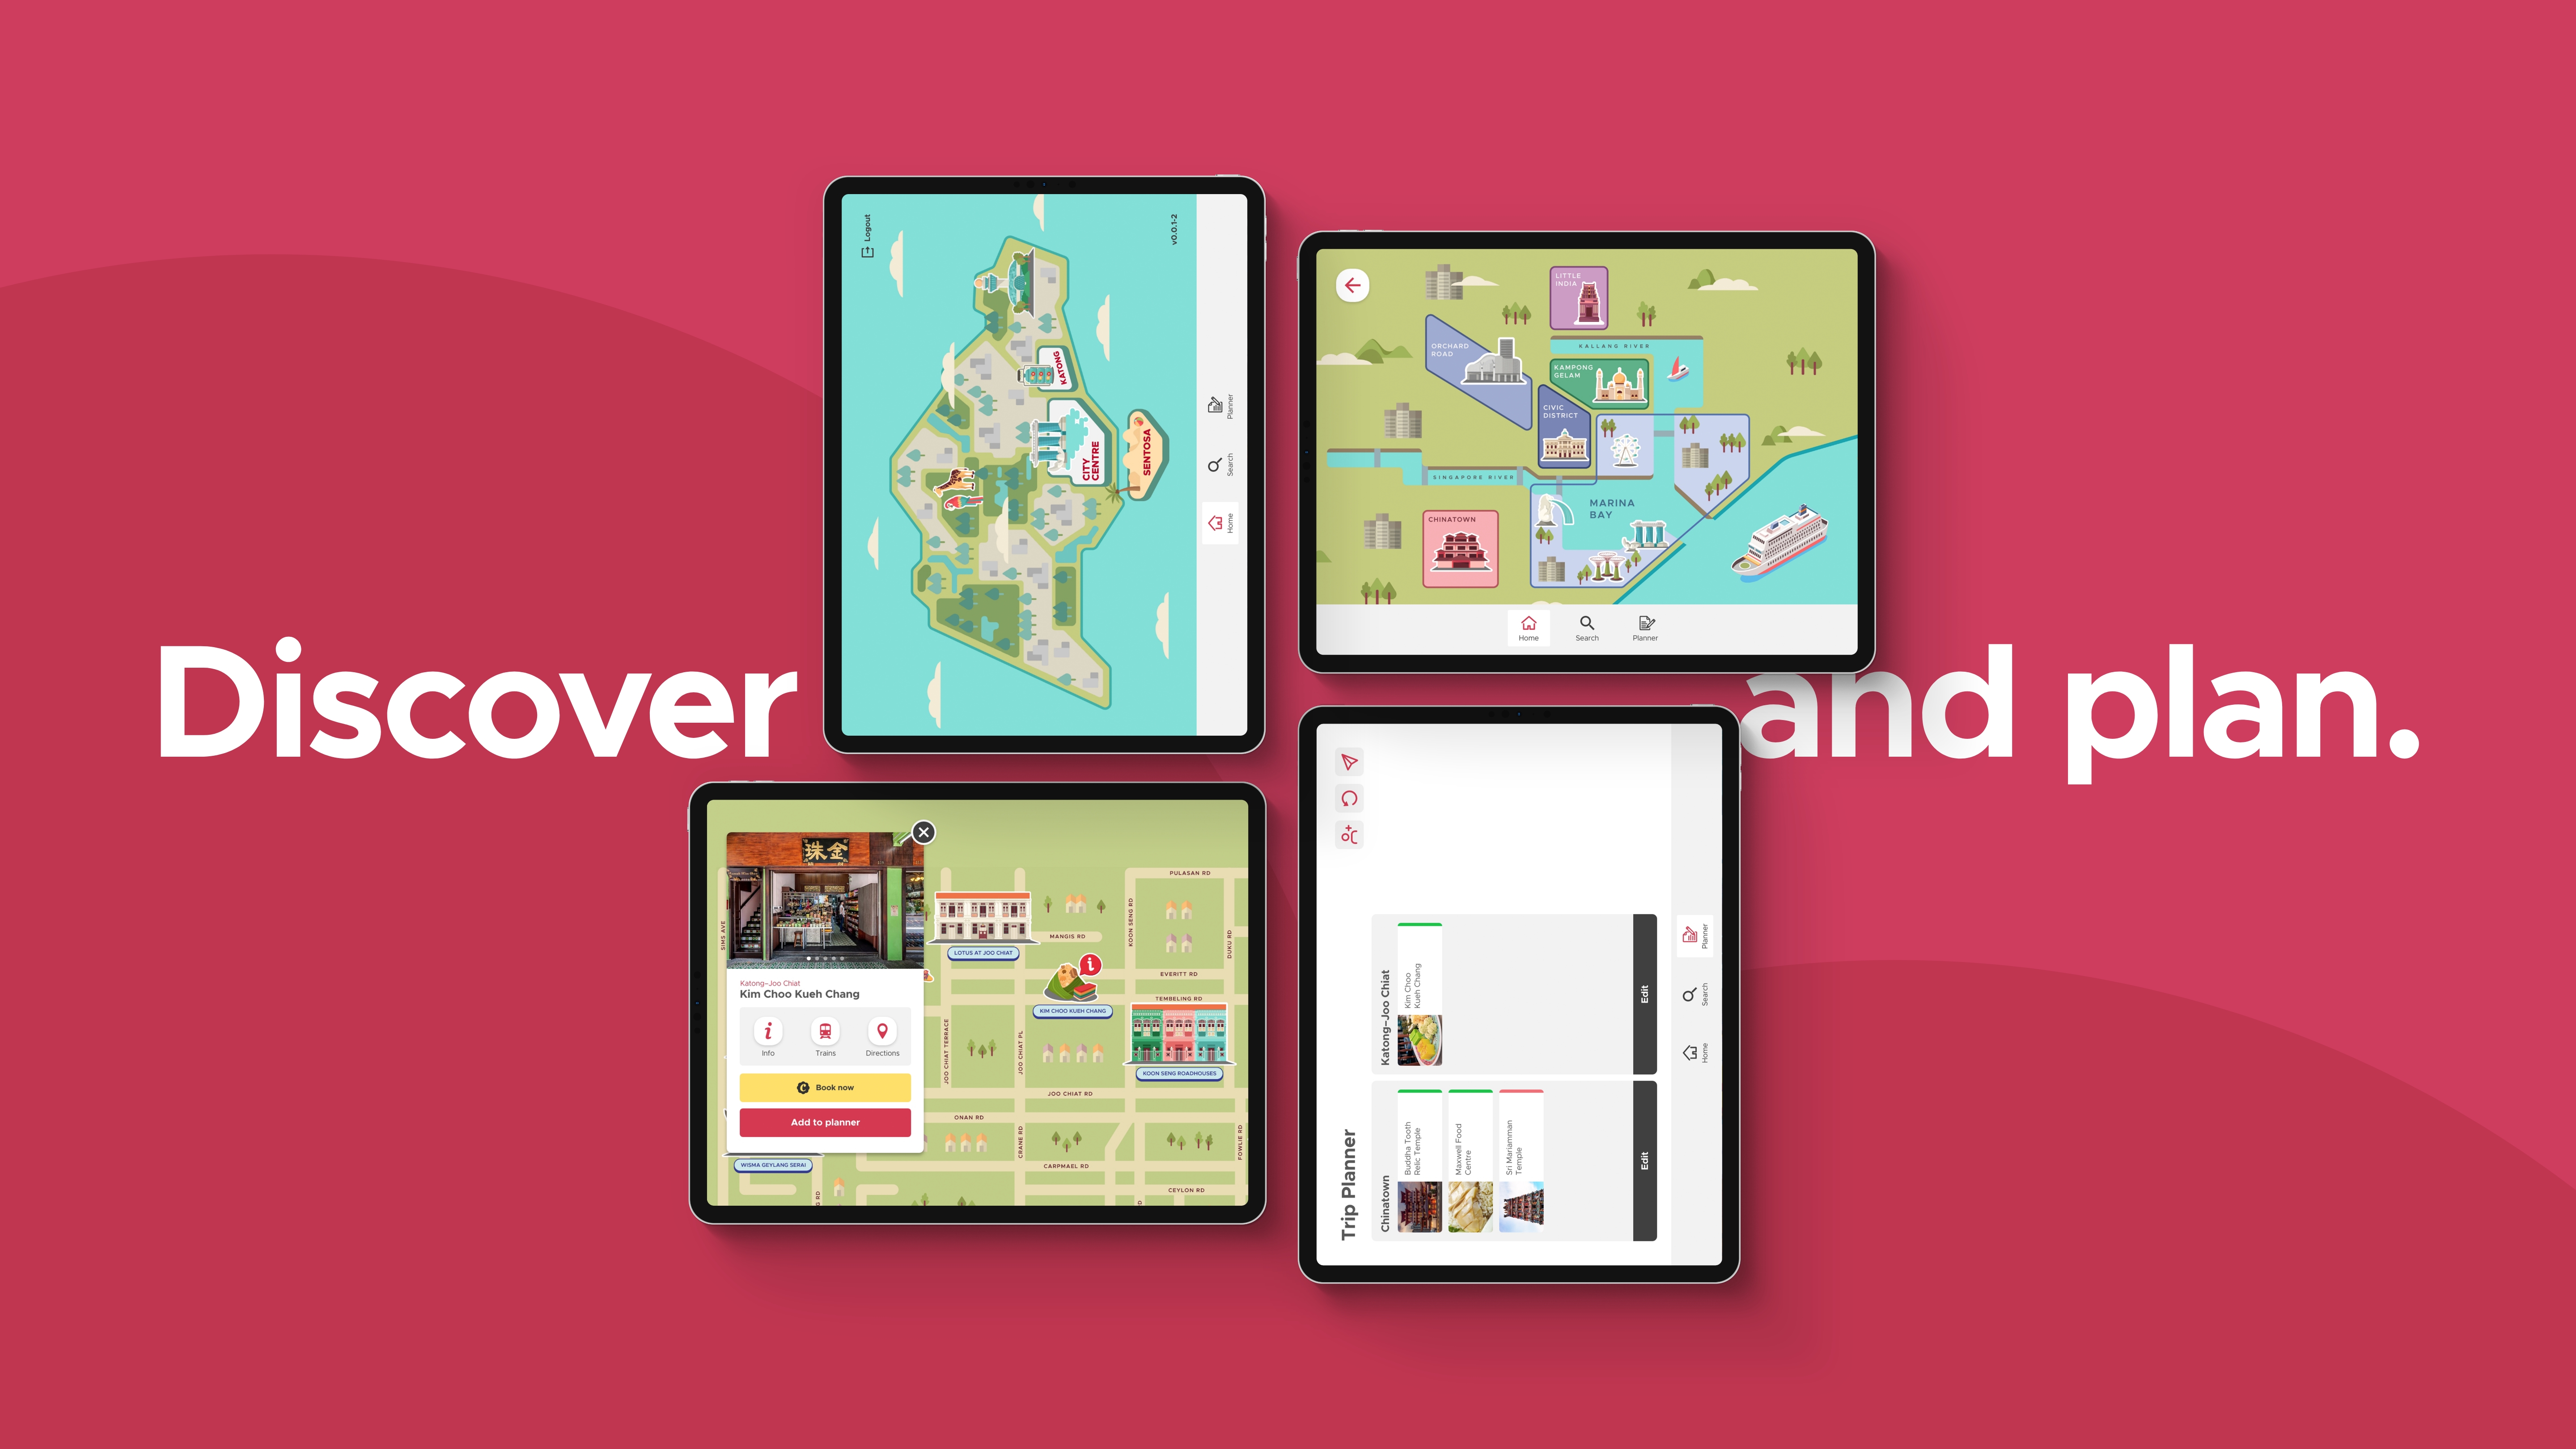 Discover
and plan.
Logout
v0.0.1-2
KATONG
CITY
CENTRE
SENTOSA
Home
Search
Planner
LITTLE
INDIA
ORCHARD
ROAD
KALLANG RIVER
KAMPONG
GELAM
CIVIC
DISTRICT
SINGAPORE RIVER
MARINA
BAY
CHINATOWN
Home
Search
Planner
珠金
Katong-Joo Chiat
Kim Choo Kueh Chang
Info
Trains
Directions
Book now
Add to planner
SIMS AVE
WISMA GEYLANG SERAI
LOTUS AT JOO CHIAT
KIM CHOO KUEH CHANG
KOON SENG ROADHOUSES
PULASAN RD
MANGIS RD
KOON SENG RD
DUKU RD
EVERITT RD
TEMBELING RD
JOO CHIAT TERRACE
JOO CHIAT PL
JOO CHIAT RD
ONAN RD
CRANE RD
CARPMAEL RD
FOWLIE RD
CEYLON RD
RD
Trip Planner
Chinatown
Buddha Tooth
Relic Temple
Maxwell Food
Centre
Sri Mariamman
Temple
Edit
Katong-Joo Chiat
Kim Choo
Kueh Chang
Edit
Home
Search
Planner